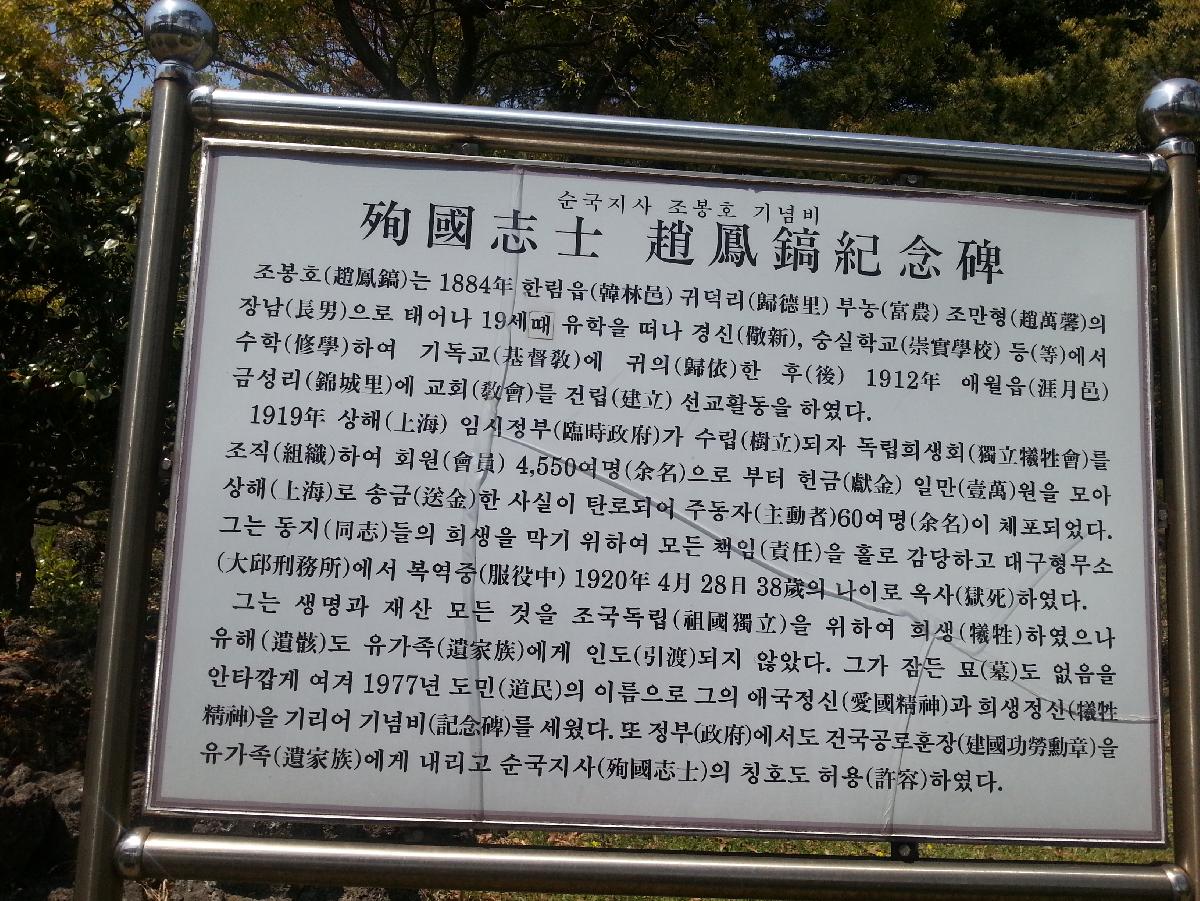 순국지사 조봉호 기념비
殉國志士 趙鳳鎬紀念碑
조봉호(趙鳳鎬)는 1884年 한림읍(韓林邑) 귀덕리(歸德里) 부농(富農) 조만형(趙萬馨)의
장남(長男)으로 태어나 19세때 유학을 떠나 경신(儆新), 숭실학교(崇實學校) 등(等)에서
수학(修學)하여 기독교(基督敎)에 귀의(歸依)한 후(後) 1912年 애월읍(涯月邑)
금성리(錦城里)에 교회(敎會)를 건립(建立) 선교활동을 하였다.
1919年 상해(上海) 임시정부(臨時政府)가 수립(樹立)되자 독립희생회(獨立犧牲會)를
조직(組織)하여 회원(會員) 4,550여명(余名)으로 부터 헌금(獻金) 일만(壹萬)원을 모아
상해(上海)로 송금(送金)한 사실이 탄로되어 주동자(主動者)60여명(余名)이 체포되었다.
그는 동지(同志)들의 희생을 막기 위하여 모든 책임(責任)을 홀로 감당하고 대구형무소
(大邱刑務所)에서 복역중(服役中) 1920年 4月 28日 38歲의 나이로 옥사(獄死)하였다.
그는 생명과 재산 모든 것을 조국독립(祖國獨立)을 위하여 희생(犧牲)하였으나
유해(遺骸)도 유가족(遺家族)에게 인도(引渡)되지 않았다. 그가 잠든 묘(墓)도 없음을
안타깝게 여겨 1977년 도민(道民)의 이름으로 그의 애국정신(愛國精神)과 희생정신(犧牲
精神)을 기리어 기념비(記念碑)를 세웠다. 또 정부(政府)에서도 건국공로훈장(建國功勞勳章)을
유가족(遺家族)에게 내리고 순국지사(殉國志士)의 칭호도 허용(許容)하였다.